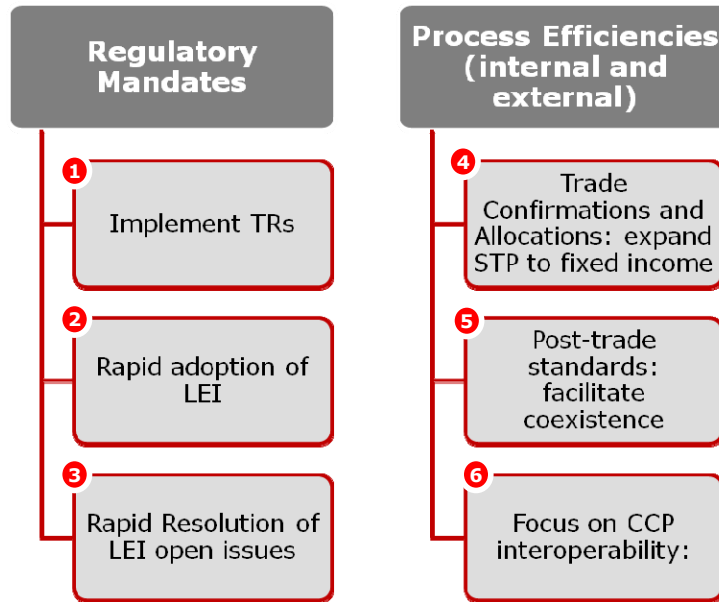 Regulatory
Mandates
1
Implement TRs
2
Rapid adoption of
LEI
3
Rapid Resolution of
LEI open issues
Process Efficiencies
(internal and
external)
4
Trade
Confirmations and
Allocations: expand
STP to fixed income
5
Post-trade
standards:
facilitate
coexistence
6
Focus on CCP
interoperability: